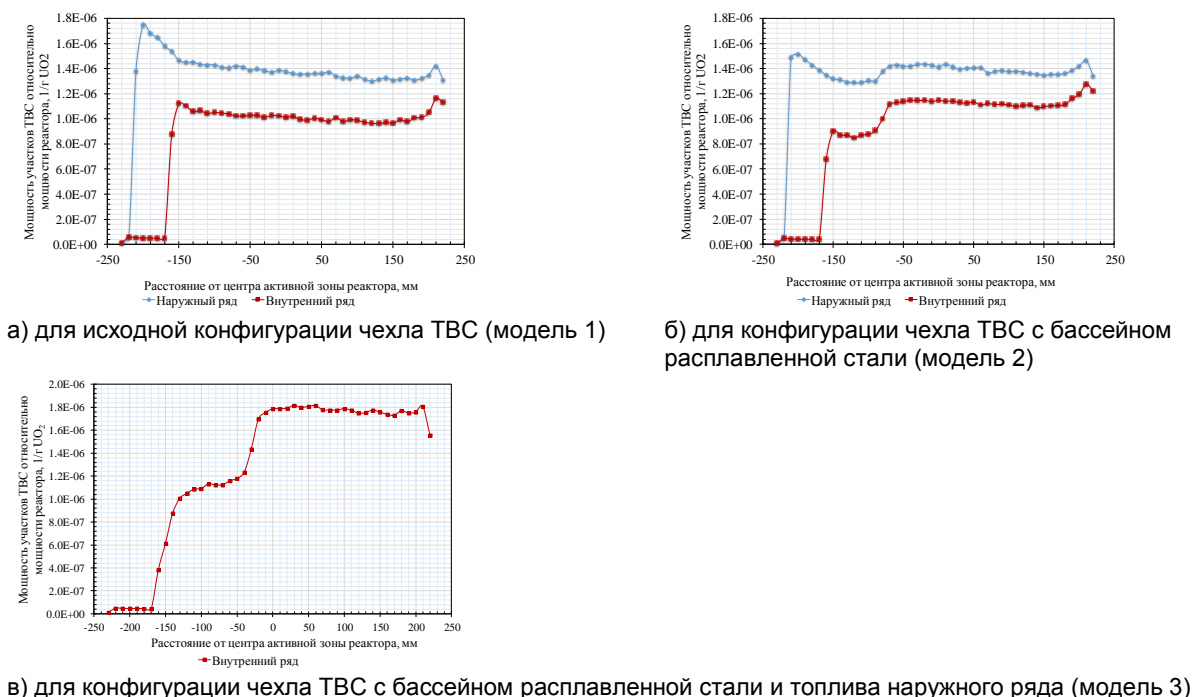 1.8E-06
1.6E-06
1.4E-06
1.2E-06
1.0E-06
8.0E-07
6.0E-07
4.0E-07
2.0E-07
0.0E+00
-250 -150 -50 50 150 250
Мощность участков ТВС относительно
мощности реактора, 1/г UO2
Расстояние от центра активной зоны реактора, мм
Наружный ряд Внутренний ряд
а) для исходной конфигурации чехла ТВС (модель 1)
1.8E-06
1.6E-06
1.4E-06
1.2E-06
1.0E-06
8.0E-07
6.0E-07
4.0E-07
2.0E-07
0.0E+00
-250 -150 -50 50 150 250
Мощность участков ТВС относительно
мощности реактора, 1/г UO2
Расстояние от центра активной зоны реактора, мм
Наружный ряд Внутренний ряд
б) для конфигурации чехла ТВС с бассейном
расплавленной стали (модель 2)
2.0E-06
1.8E-06
1.6E-06
1.4E-06
1.2E-06
1.0E-06
8.0E-07
6.0E-07
4.0E-07
2.0E-07
0.0E+00
-250 -200 -150 -100 -50 0 50 100 150 200 250
Мощность участков ТВС относительно
мощности реактора, 1/г UO₂
Расстояние от центра активной зоны реактора, мм
Внутренний ряд
в) для конфигурации чехла ТВС с бассейном расплавленной стали и топлива наружного ряда (модель 3)